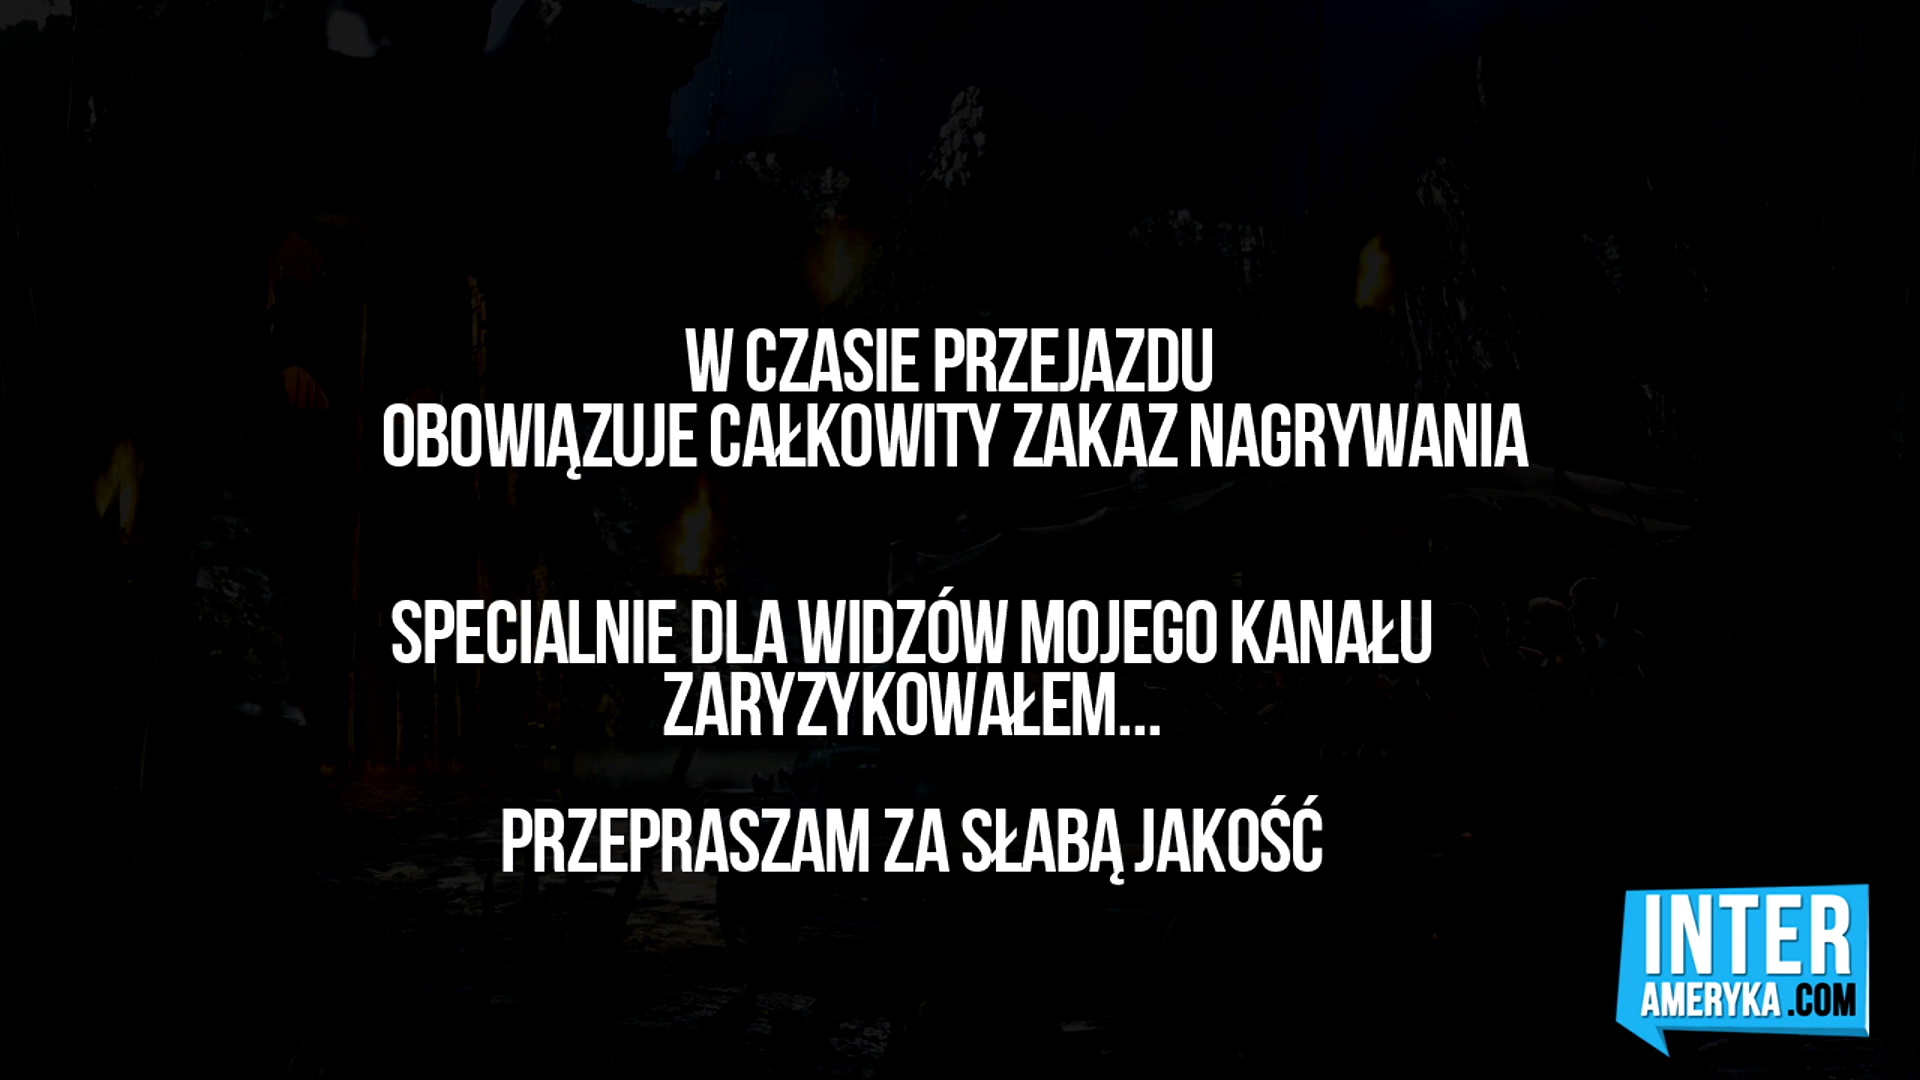 W CZASIE PRZEJAZDU
OBOWIĄZUJE CAŁKOWITY ZAKAZ NAGRYWANIA
SPECIALNIE DLA WIDZÓW MOJEGO KANAŁU
ZARYZYKOWAŁEM...
PRZEPRASZAM ZA SŁABĄ JAKOŚĆ
INTER
AMERYKA.COM